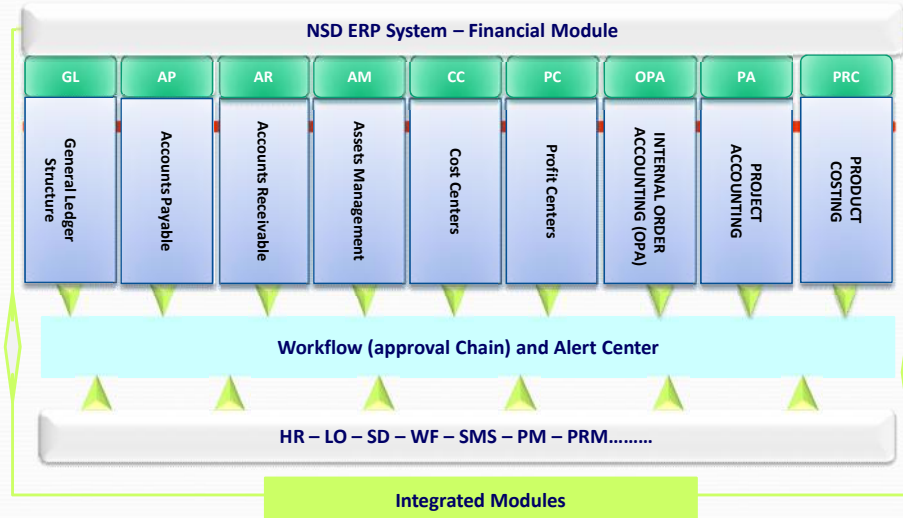 NSD ERP System – Financial Module
GL
AP
AR
AM
CC
PC
OPA
PA
PRC
General Ledger
Structure
Accounts Payable
Accounts Receivable
Assets Management
Cost Centers
Profit Centers
INTERNAL ORDER
ACCOUNTING (OPA)
PROJECT
ACCOUNTING
PRODUCT
COSTING
Workflow (approval Chain) and Alert Center
HR – LO – SD – WF – SMS – PM – PRM.........
Integrated Modules